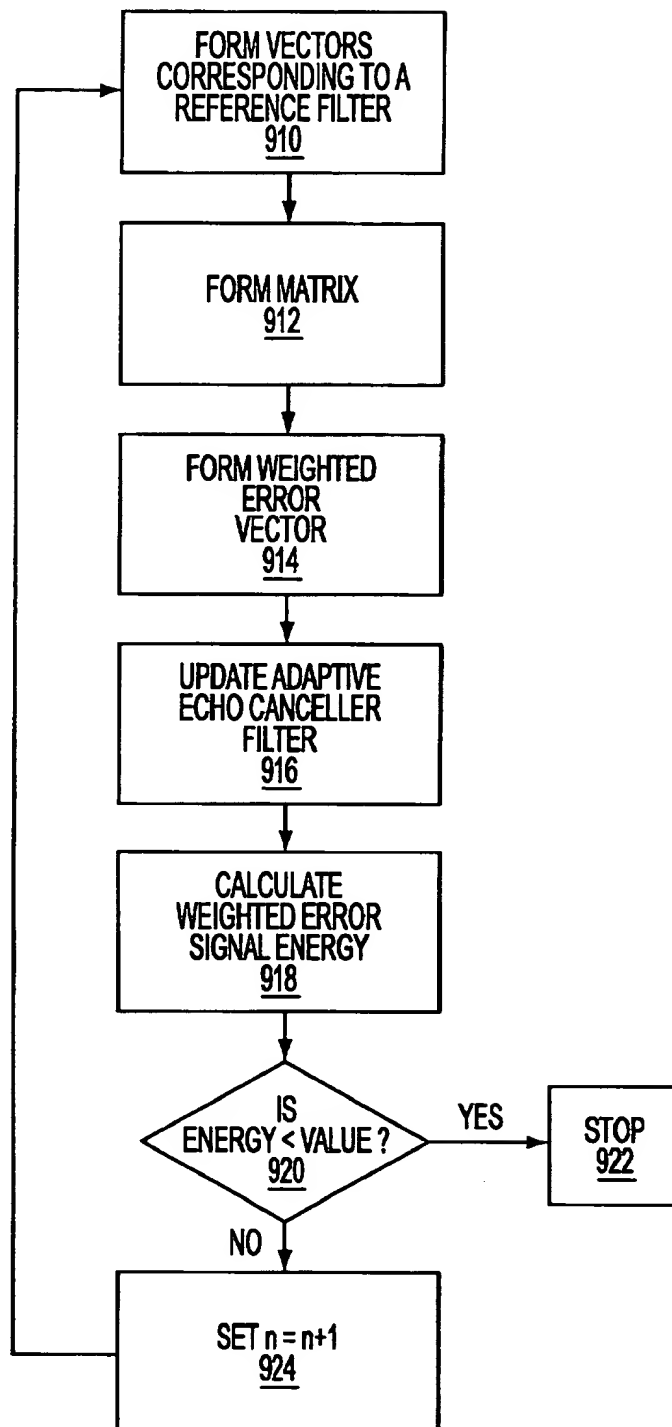 FORM VECTORS
CORRESPONDING TO A
REFERENCE FILTER
910
FORM MATRIX
912
FORM WEIGHTED
ERROR
VECTOR
914
UPDATE ADAPTIVE
ECHO CANCELLER
FILTER
916
CALCULATE
WEIGHTED ERROR
SIGNAL ENERGY
918
IS
ENERGY < VALUE ?
920
YES
STOP
922
NO
SET n = n+1
924